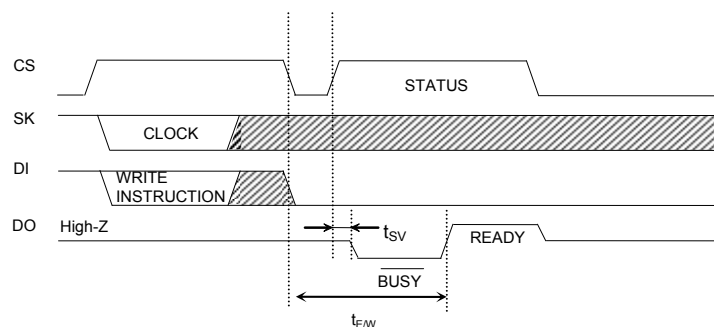 CS
STATUS
SK
CLOCK
DI
WRITE
INSTRUCTION
DO
High-Z
tSV
READY
BUSY
tE/W